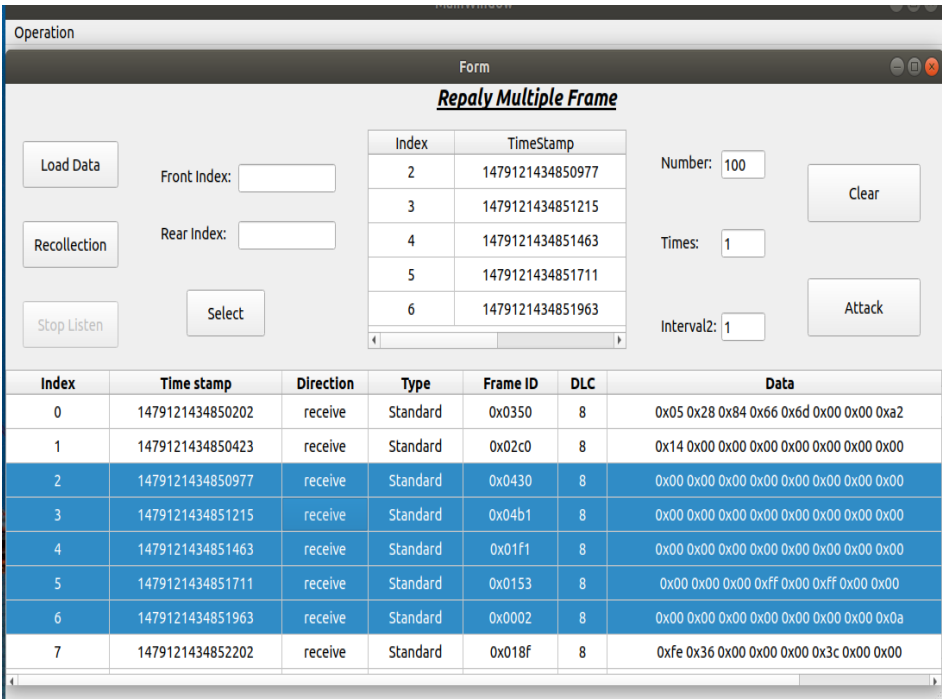 MainWindow
Operation
Form
Repaly Multiple Frame
Load Data
Recollection
Stop Listen
Front Index:
Rear Index:
Select
Index TimeStamp
2 1479121434850977
3 1479121434851215
4 1479121434851463
5 1479121434851711
6 1479121434851963
Number: 100
Times: 1
Interval2: 1
Clear
Attack
Index Time stamp Direction Type Frame ID DLC Data
0 1479121434850202 receive Standard 0x0350 8 0x05 0x28 0x84 0x66 0x6d 0x00 0x00 0xa2
1 1479121434850423 receive Standard 0x02c0 8 0x14 0x00 0x00 0x00 0x00 0x00 0x00 0x00
2 1479121434850977 receive Standard 0x0430 8 0x00 0x00 0x00 0x00 0x00 0x00 0x00 0x00
3 1479121434851215 receive Standard 0x04b1 8 0x00 0x00 0x00 0x00 0x00 0x00 0x00 0x00
4 1479121434851463 receive Standard 0x01f1 8 0x00 0x00 0x00 0x00 0x00 0x00 0x00 0x00
5 1479121434851711 receive Standard 0x0153 8 0x00 0x00 0x00 0xff 0x00 0xff 0x00 0x00
6 1479121434851963 receive Standard 0x0002 8 0x00 0x00 0x00 0x00 0x00 0x00 0x00 0x0a
7 1479121434852202 receive Standard 0x018f 8 0xfe 0x36 0x00 0x00 0x00 0x3c 0x00 0x00